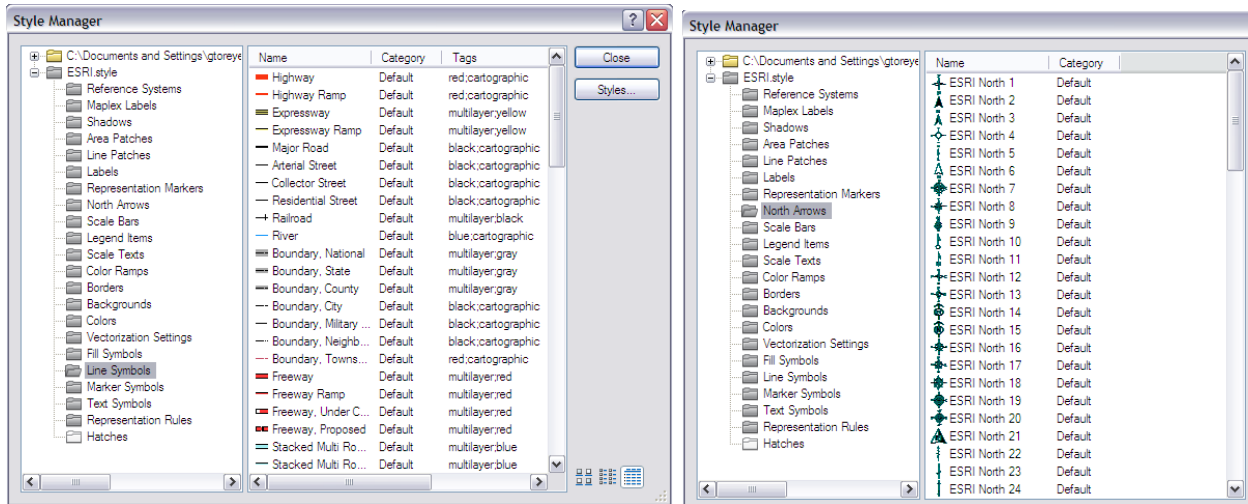 Style Manager
C:\Documents and Settings\gtoreye
ESRI.style
Reference Systems
Maplex Labels
Shadows
Area Patches
Line Patches
Labels
Representation Markers
North Arrows
Scale Bars
Legend Items
Scale Texts
Color Ramps
Borders
Backgrounds
Colors
Vectorization Settings
Fill Symbols
Line Symbols
Marker Symbols
Text Symbols
Representation Rules
Hatches
Name Category Tags
Highway Default red;cartographic
Highway Ramp Default red;cartographic
Expressway Default multilayer;yellow
Expressway Ramp Default multilayer;yellow
Major Road Default black;cartographic
Arterial Street Default black;cartographic
Collector Street Default black;cartographic
Residential Street Default black;cartographic
Railroad Default multilayer;black
River Default blue;cartographic
Boundary, National Default multilayer;gray
Boundary, State Default multilayer;gray
Boundary, County Default multilayer;gray
Boundary, City Default black;cartographic
Boundary, Military ... Default black;cartographic
Boundary, Neighb... Default black;cartographic
Boundary, Towns... Default red;cartographic
Freeway Default multilayer;red
Freeway Ramp Default multilayer;red
Freeway, Under C... Default multilayer;red
Freeway, Proposed Default multilayer;red
Stacked Multi Ro... Default multilayer;blue
Stacked Multi Ro... Default multilayer;blue
Close
Styles...
Style Manager
C:\Documents and Settings\gtoreye
ESRI.style
Reference Systems
Maplex Labels
Shadows
Area Patches
Line Patches
Labels
Representation Markers
North Arrows
Scale Bars
Legend Items
Scale Texts
Color Ramps
Borders
Backgrounds
Colors
Vectorization Settings
Fill Symbols
Line Symbols
Marker Symbols
Text Symbols
Representation Rules
Hatches
Name Category
ESRI North 1 Default
ESRI North 2 Default
ESRI North 3 Default
ESRI North 4 Default
ESRI North 5 Default
ESRI North 6 Default
ESRI North 7 Default
ESRI North 8 Default
ESRI North 9 Default
ESRI North 10 Default
ESRI North 11 Default
ESRI North 12 Default
ESRI North 13 Default
ESRI North 14 Default
ESRI North 15 Default
ESRI North 16 Default
ESRI North 17 Default
ESRI North 18 Default
ESRI North 19 Default
ESRI North 20 Default
ESRI North 21 Default
ESRI North 22 Default
ESRI North 23 Default
ESRI North 24 Default